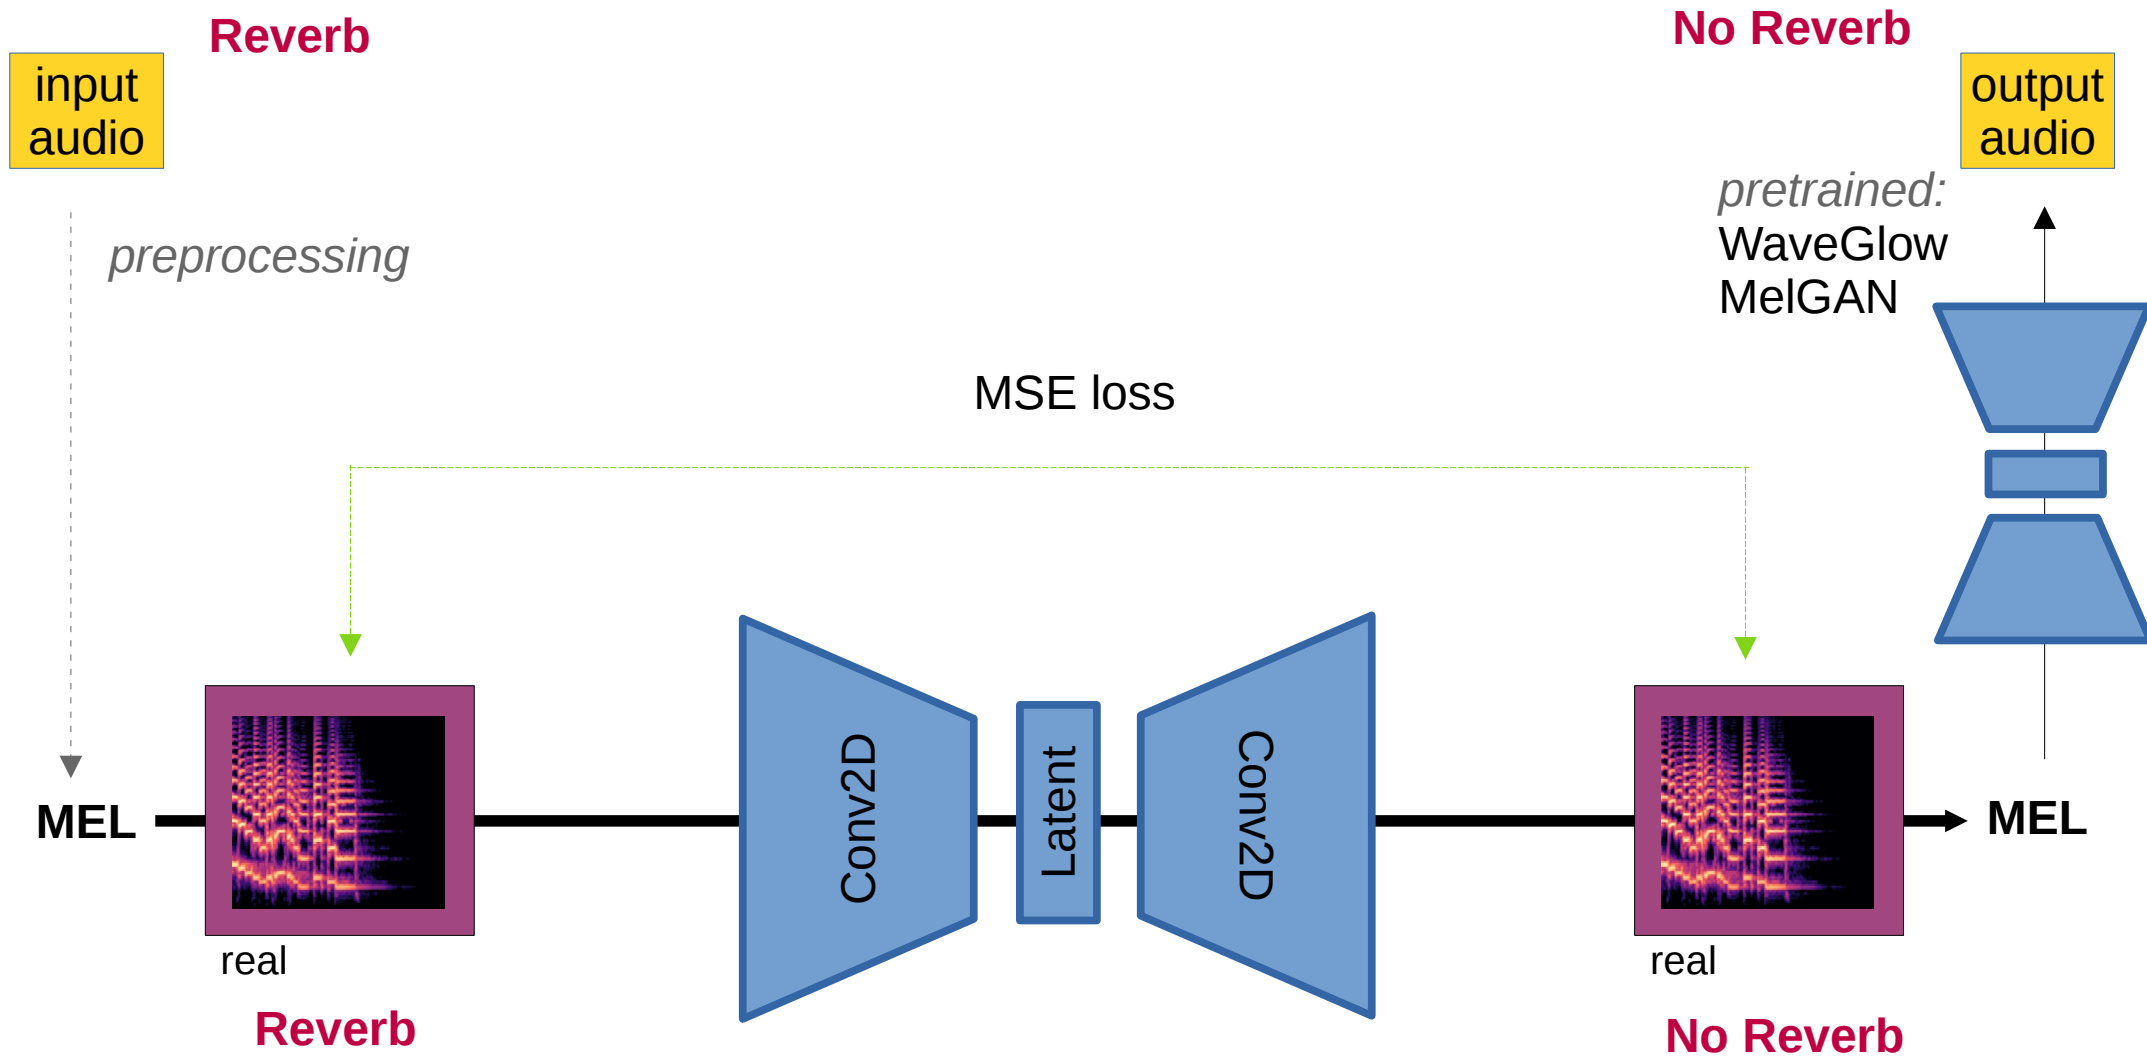 Reverb
No Reverb
input
audio
output
audio
preprocessing
pretrained:
WaveGlow
MelGAN
MSE loss
MEL
Conv2D
Latent
Conv2D
MEL
real
real
Reverb
No Reverb